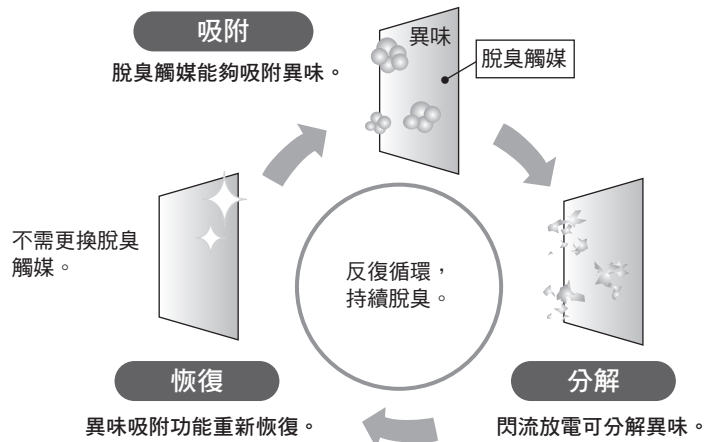 吸附
脫臭觸媒能夠吸附異味。
異味
脫臭觸媒
不需更換脫臭
觸媒。
反復循環，
持續脫臭。
恢復
異味吸附功能重新恢復。
分解
閃流放電可分解異味。